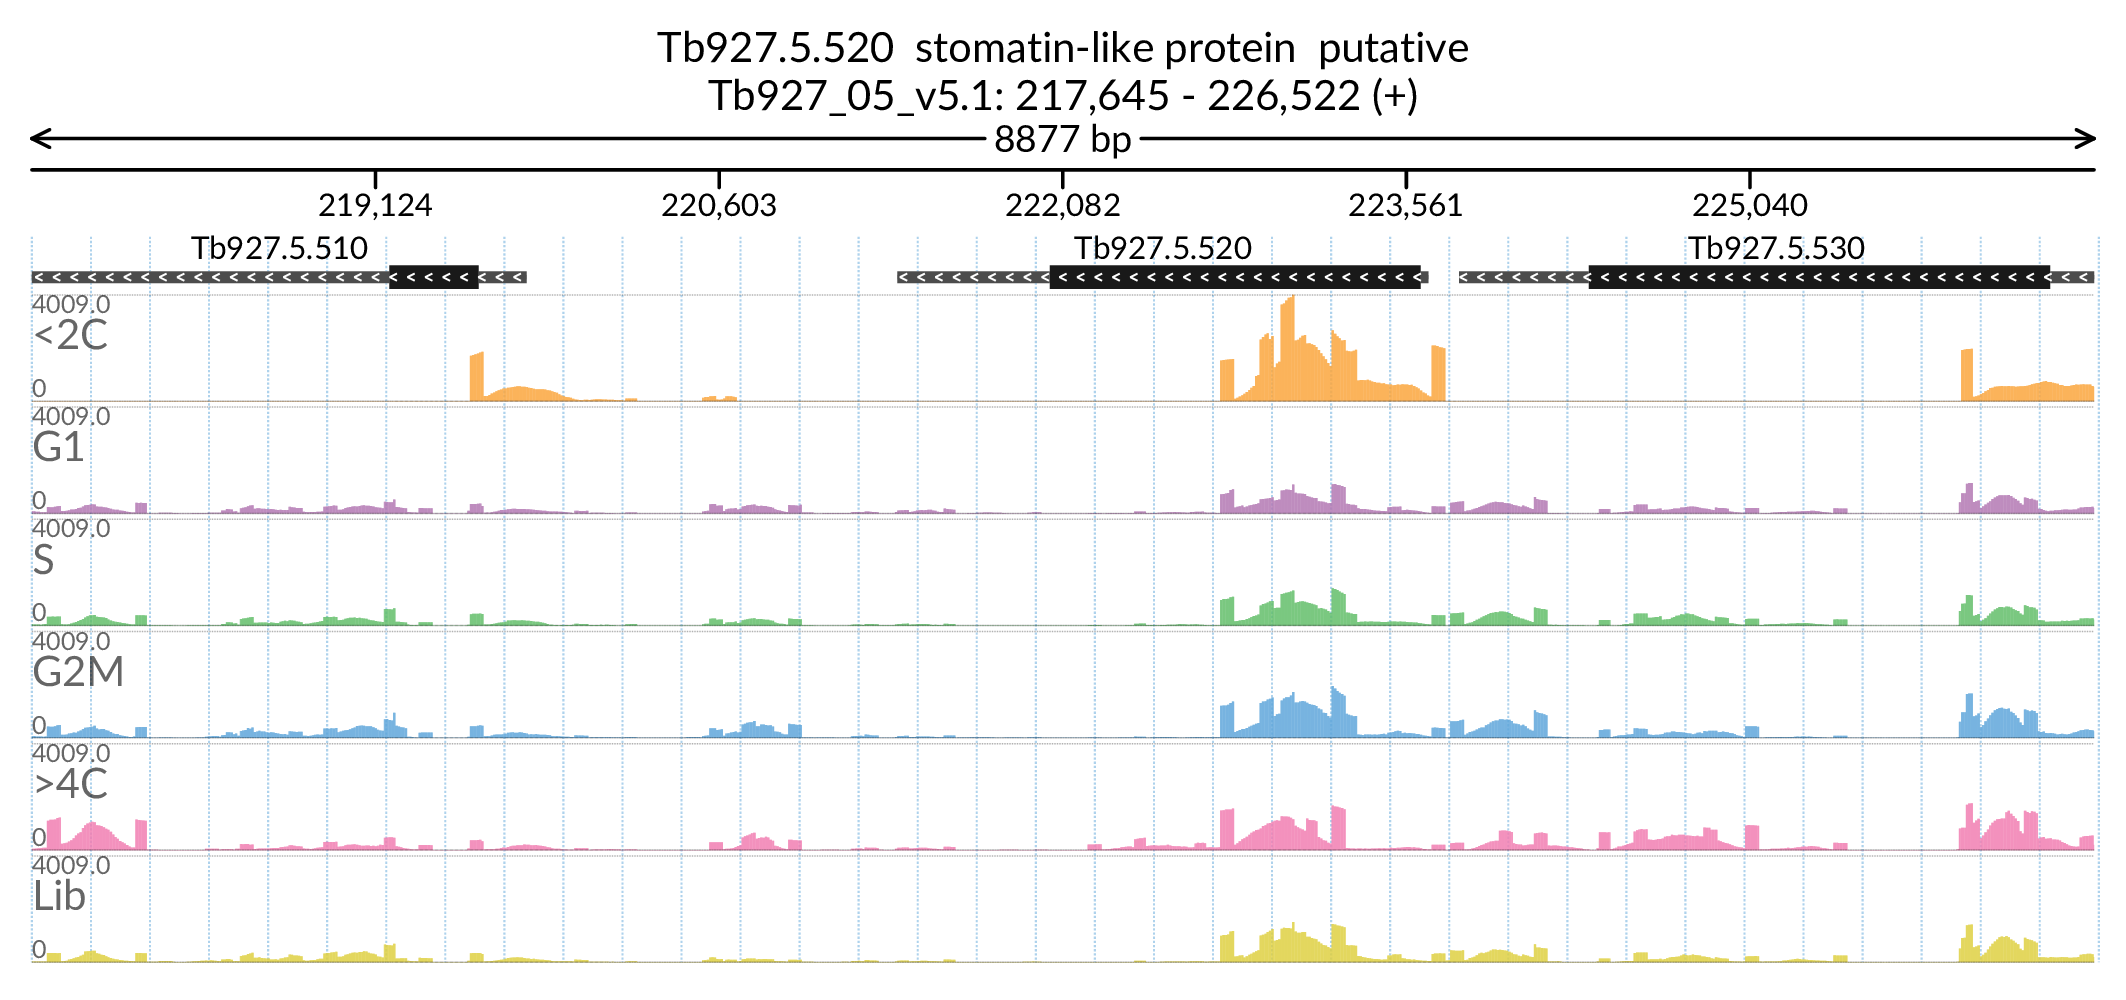 Tb927.5.520 stomatin-like protein putative
Tb927_05_v5.1: 217,645 - 226,522 (+)
8877 bp
219,124 220,603 222,082 223,561 225,040
Tb927.5.510 Tb927.5.520 Tb927.5.530
4009.0
<2C
0
4009.0
G1
0
4009.0
S
0
4009.0
G2M
0
4009.0
>4C
0
4009.0
Lib
0